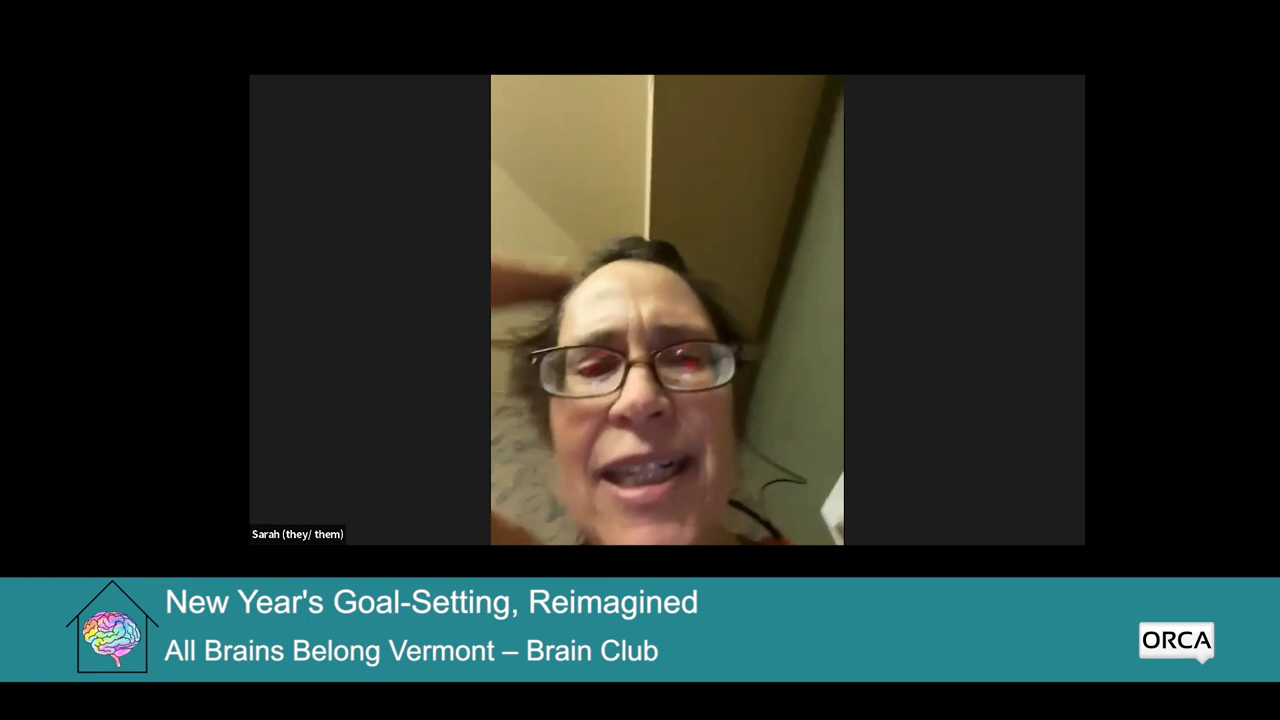 Sarah (they/ them)
New Year's Goal-Setting, Reimagined
All Brains Belong Vermont – Brain Club
ORCA